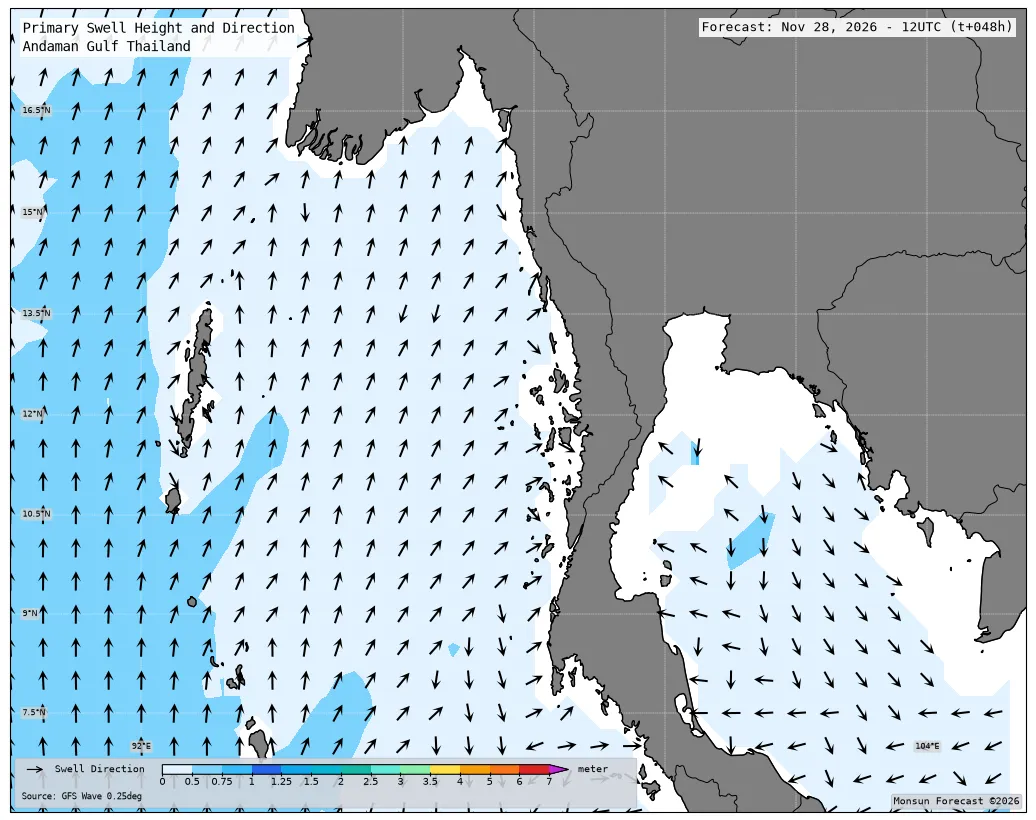 Primary Swell Height and Direction
Andaman Gulf Thailand
Forecast: Nov 28, 2026 - 12UTC (t+048h)
16.5°N
15°N
13.5°N
12°N
10.5°N
9°N
7.5°N
92°E
104°E
Swell Direction
meter
0 0.5 0.75 1 1.25 1.5 2 2.5 3 3.5 4 5 6 7
Source: GFS Wave 0.25deg
Monsun Forecast ©2026